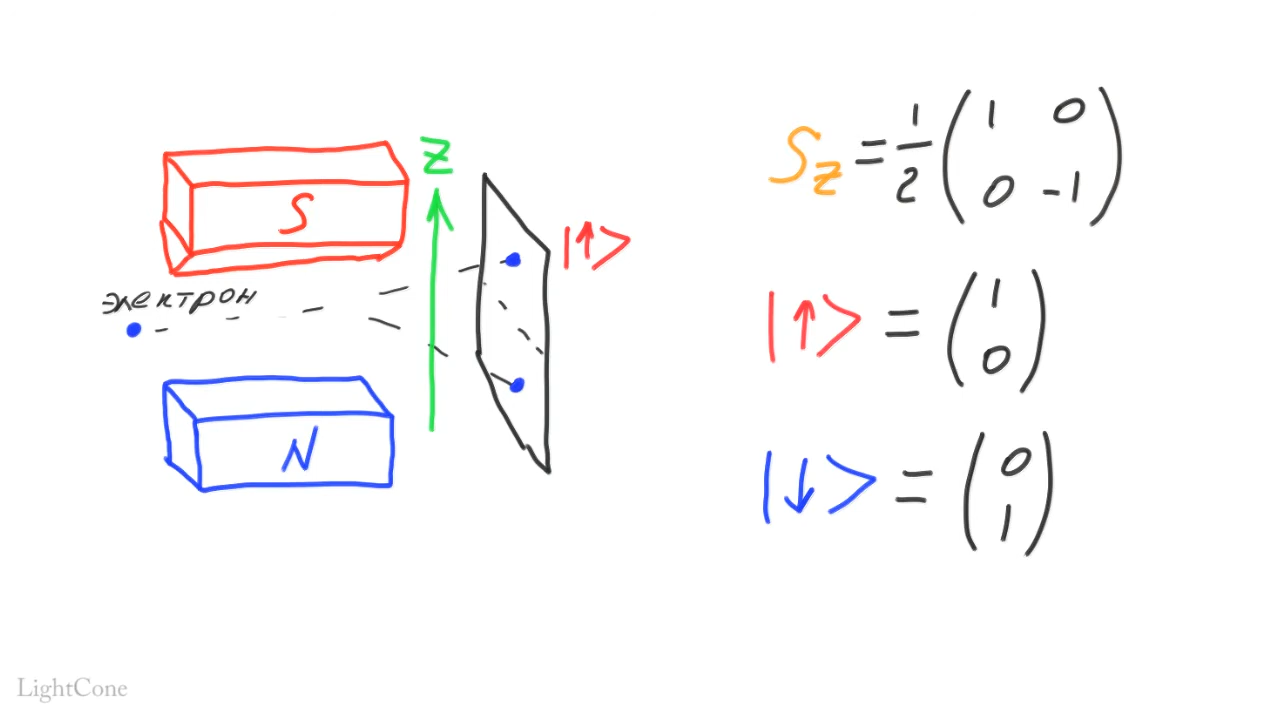 Z
S
электрон
N
|↑>
S_z = 1/2 (1 0
0 -1)
|↑> = (1
0)
|↓> = (0
1)
LightCone